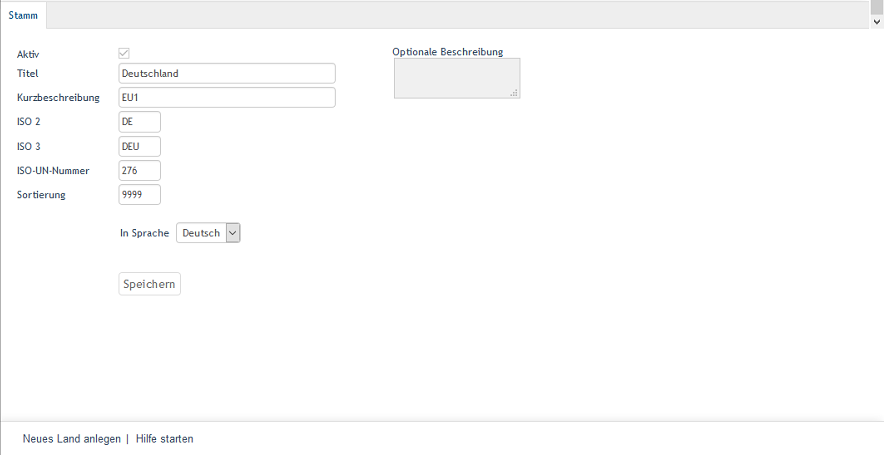 Stamm
Aktiv
Titel Deutschland
Kurzbeschreibung EU1
ISO 2 DE
ISO 3 DEU
ISO-UN-Nummer 276
Sortierung 9999
In Sprache Deutsch
Speichern
Optionale Beschreibung
Neues Land anlegen | Hilfe starten